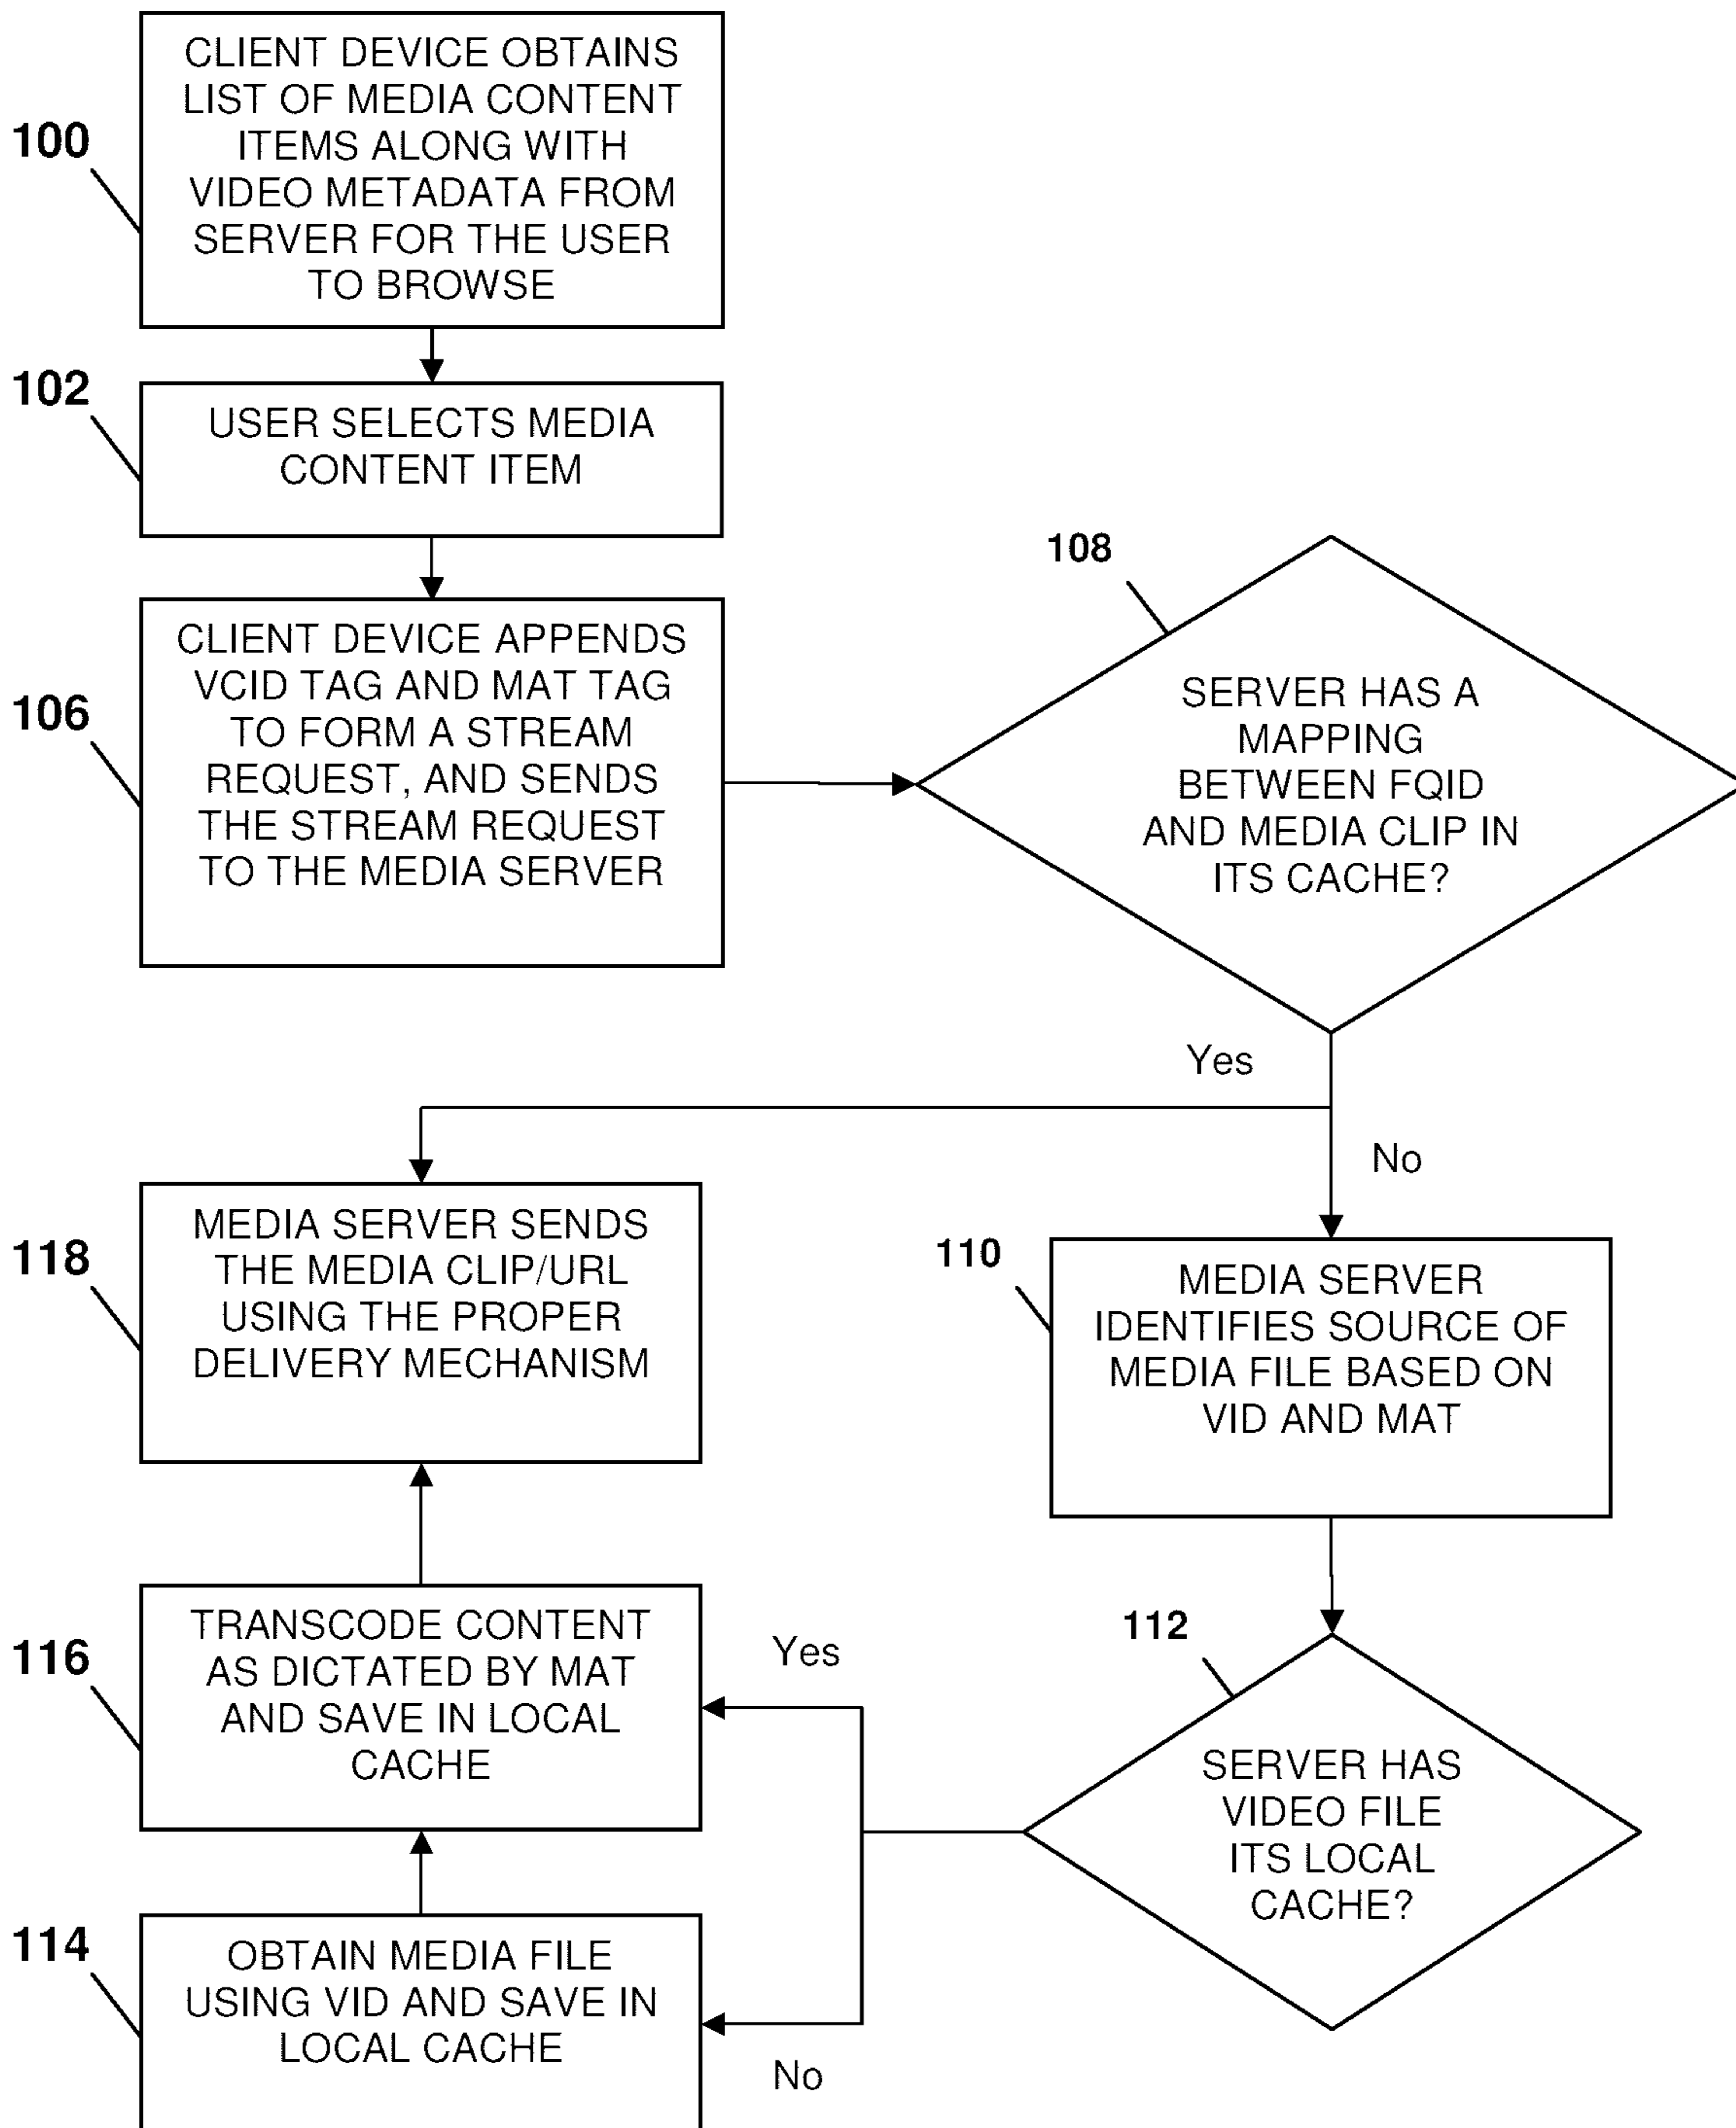 100
CLIENT DEVICE OBTAINS
LIST OF MEDIA CONTENT
ITEMS ALONG WITH
VIDEO METADATA FROM
SERVER FOR THE USER
TO BROWSE
102
USER SELECTS MEDIA
CONTENT ITEM
106
CLIENT DEVICE APPENDS
VCID TAG AND MAT TAG
TO FORM A STREAM
REQUEST, AND SENDS
THE STREAM REQUEST
TO THE MEDIA SERVER
108
SERVER HAS A
MAPPING
BETWEEN FQID
AND MEDIA CLIP IN
ITS CACHE?
Yes
No
118
MEDIA SERVER SENDS
THE MEDIA CLIP/URL
USING THE PROPER
DELIVERY MECHANISM
110
MEDIA SERVER
IDENTIFIES SOURCE OF
MEDIA FILE BASED ON
VID AND MAT
116
TRANSCODE CONTENT
AS DICTATED BY MAT
AND SAVE IN LOCAL
CACHE
Yes
112
SERVER HAS
VIDEO FILE
ITS LOCAL
CACHE?
114
OBTAIN MEDIA FILE
USING VID AND SAVE IN
LOCAL CACHE
No